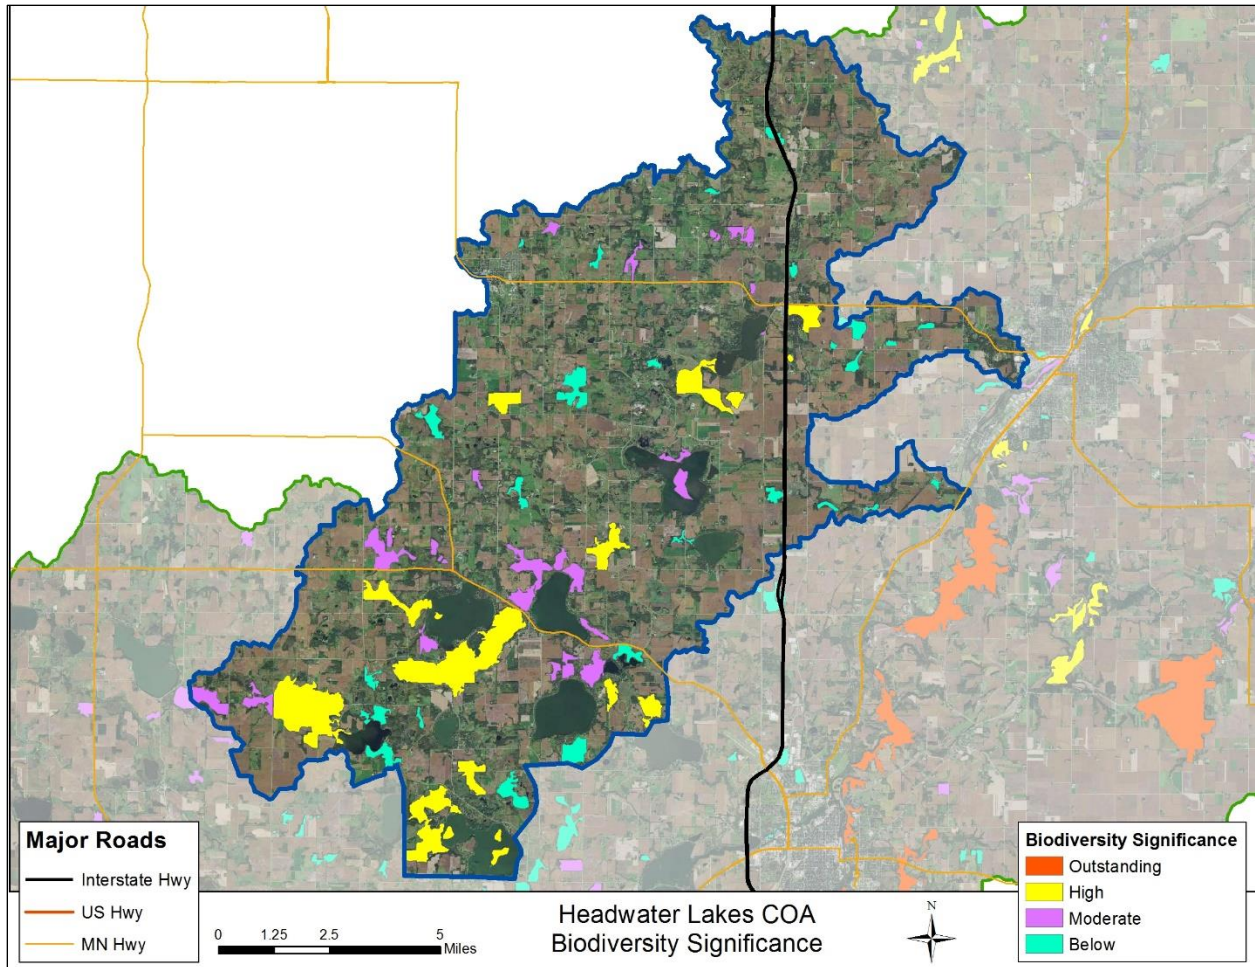 Major Roads
Interstate Hwy
US Hwy
MN Hwy
0 1.25 2.5 5
Miles
Headwater Lakes COA
Biodiversity Significance
N
Biodiversity Significance
Outstanding
High
Moderate
Below